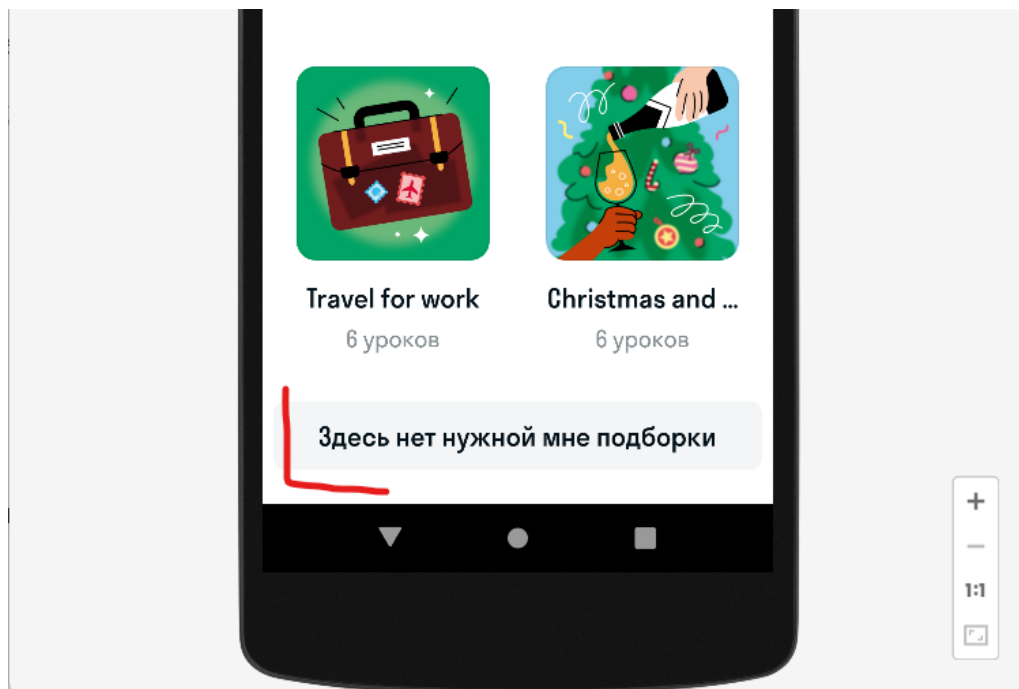 Travel for work
Christmas and ...
6 уроков
6 уроков
Здесь нет нужной мне подборки
1:1